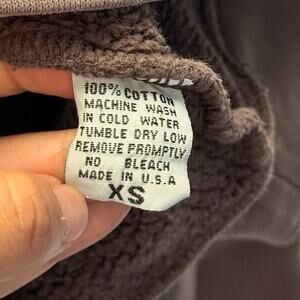 100% COTTON
MACHINE WASH
IN COLD WATER
TUMBLE DRY LOW
REMOVE PROMPTLY
NO BLEACH
MADE IN U.S.A
XS